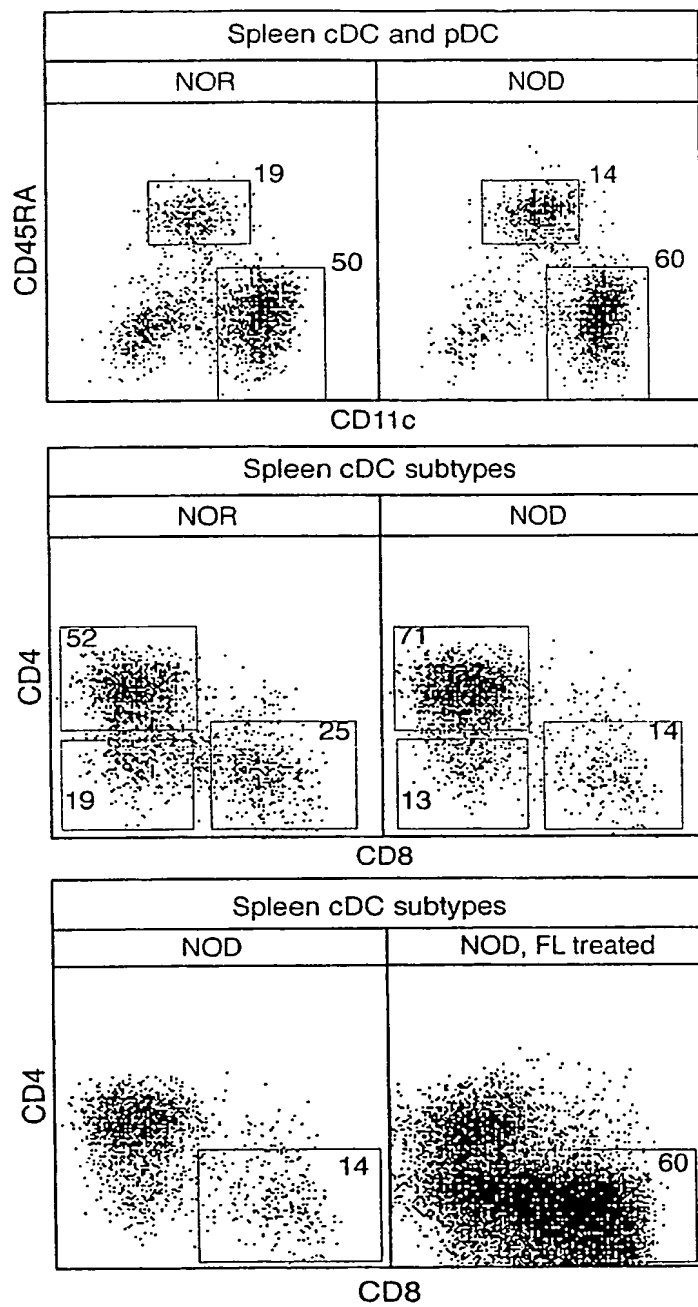 Spleen cDC and pDC
NOR NOD
19 14
50 60
CD45RA
CD11c
Spleen cDC subtypes
NOR NOD
52 71
25 14
19 13
CD4
CD8
Spleen cDC subtypes
NOD NOD, FL treated
14 60
CD4
CD8